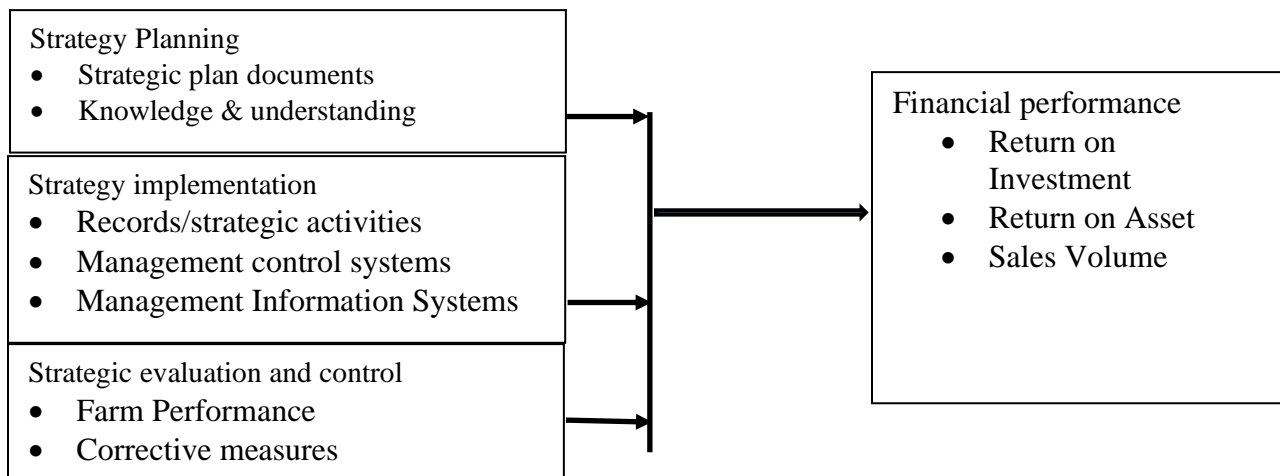 Strategy Planning
• Strategic plan documents
• Knowledge & understanding
Strategy implementation
• Records/strategic activities
• Management control systems
• Management Information Systems
Strategic evaluation and control
• Farm Performance
• Corrective measures
Financial performance
• Return on
Investment
• Return on Asset
• Sales Volume